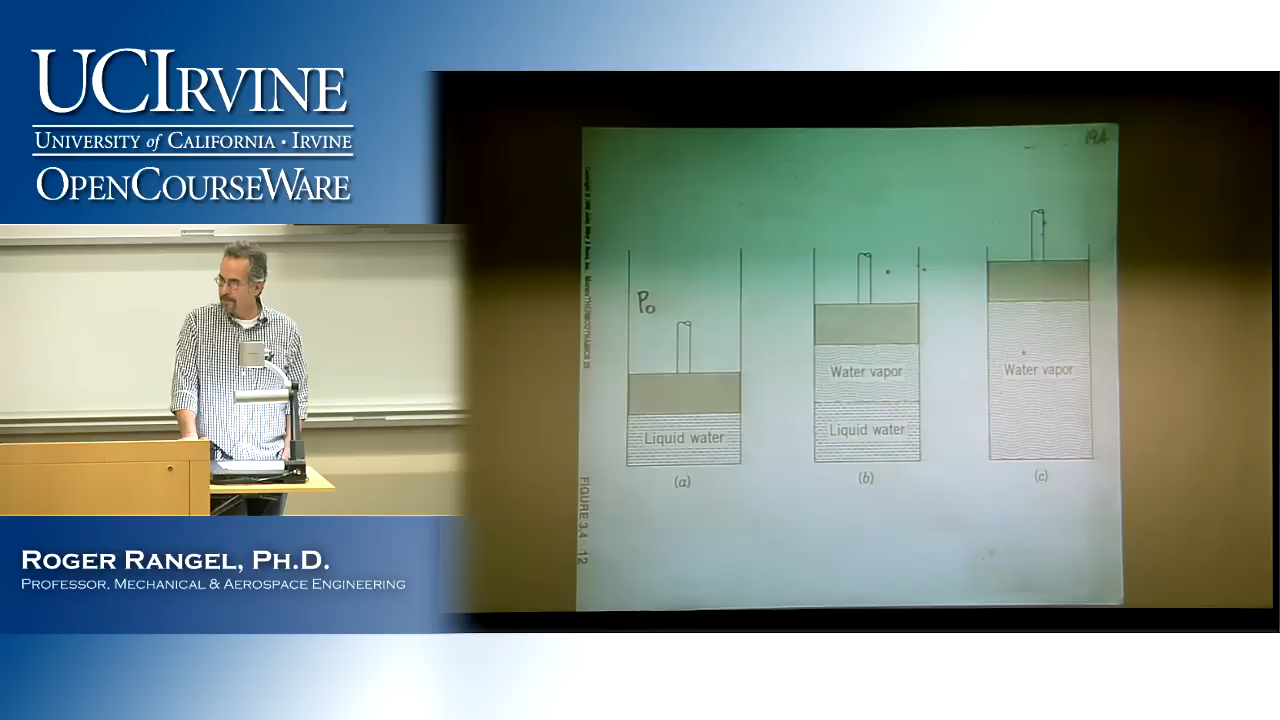 UCIRVINE
UNIVERSITY of CALIFORNIA · IRVINE
OPENCOURSEWARE
ROGER RANGEL, PH.D.
PROFESSOR, MECHANICAL & AEROSPACE ENGINEERING
19A
Po
Water vapor
Water vapor
Liquid water
Liquid water
(a)
(b)
(c)
FIGURE 3.4
12